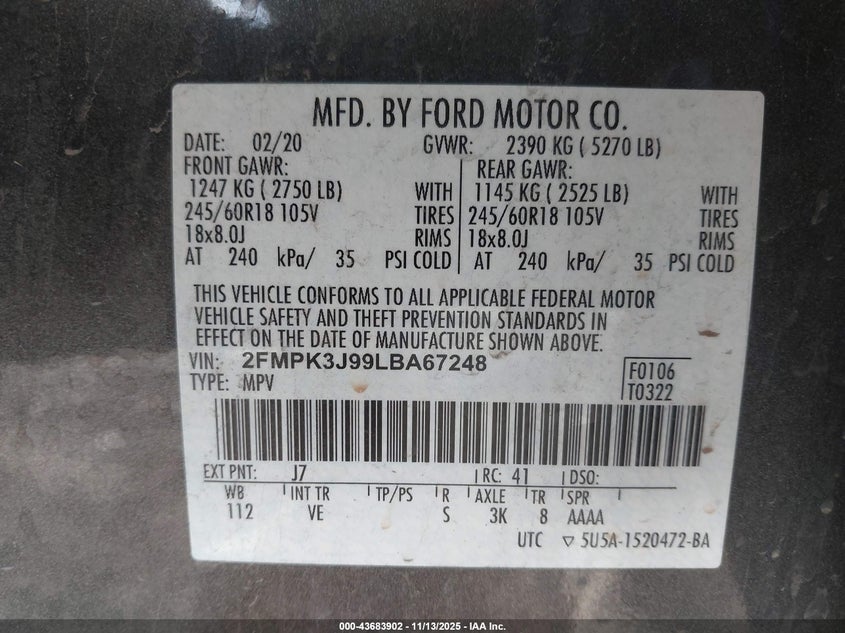 MFD. BY FORD MOTOR CO.
DATE: 02/20 GVWR: 2390 KG ( 5270 LB)
FRONT GAWR: REAR GAWR:
1247 KG ( 2750 LB) WITH 1145 KG ( 2525 LB) WITH
245/60R18 105V TIRES 245/60R18 105V TIRES
18x8.0J RIMS 18x8.0J RIMS
AT 240 kPa/ 35 PSI COLD AT 240 kPa/ 35 PSI COLD
THIS VEHICLE CONFORMS TO ALL APPLICABLE FEDERAL MOTOR
VEHICLE SAFETY AND THEFT PREVENTION STANDARDS IN
EFFECT ON THE DATE OF MANUFACTURE SHOWN ABOVE.
VIN: 2FMPK3J99LBA67248 F0106
TYPE: MPV T0322
EXT PNT: J7 RC: 41 DSO:
WB INT TR TP/PS R AXLE TR SPR
112 VE S 3K 8 AAAA
UTC ▽ 5U5A-1520472-BA
000-43683902 - 11/13/2025 - IAA Inc.